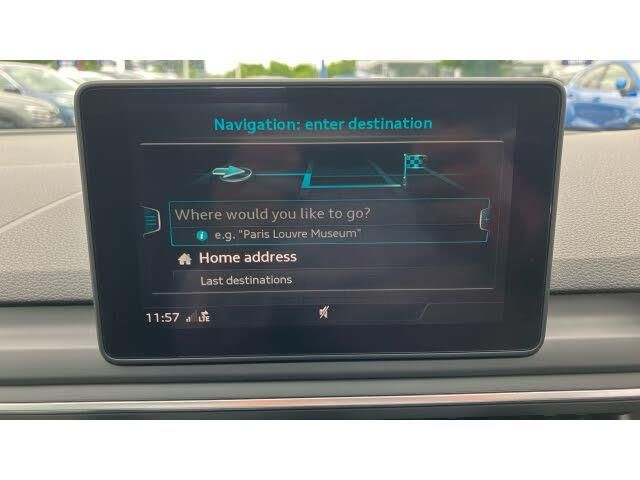 Navigation: enter destination
Where would you like to go?
e.g. "Paris Louvre Museum"
Home address
Last destinations
11:57 LTE